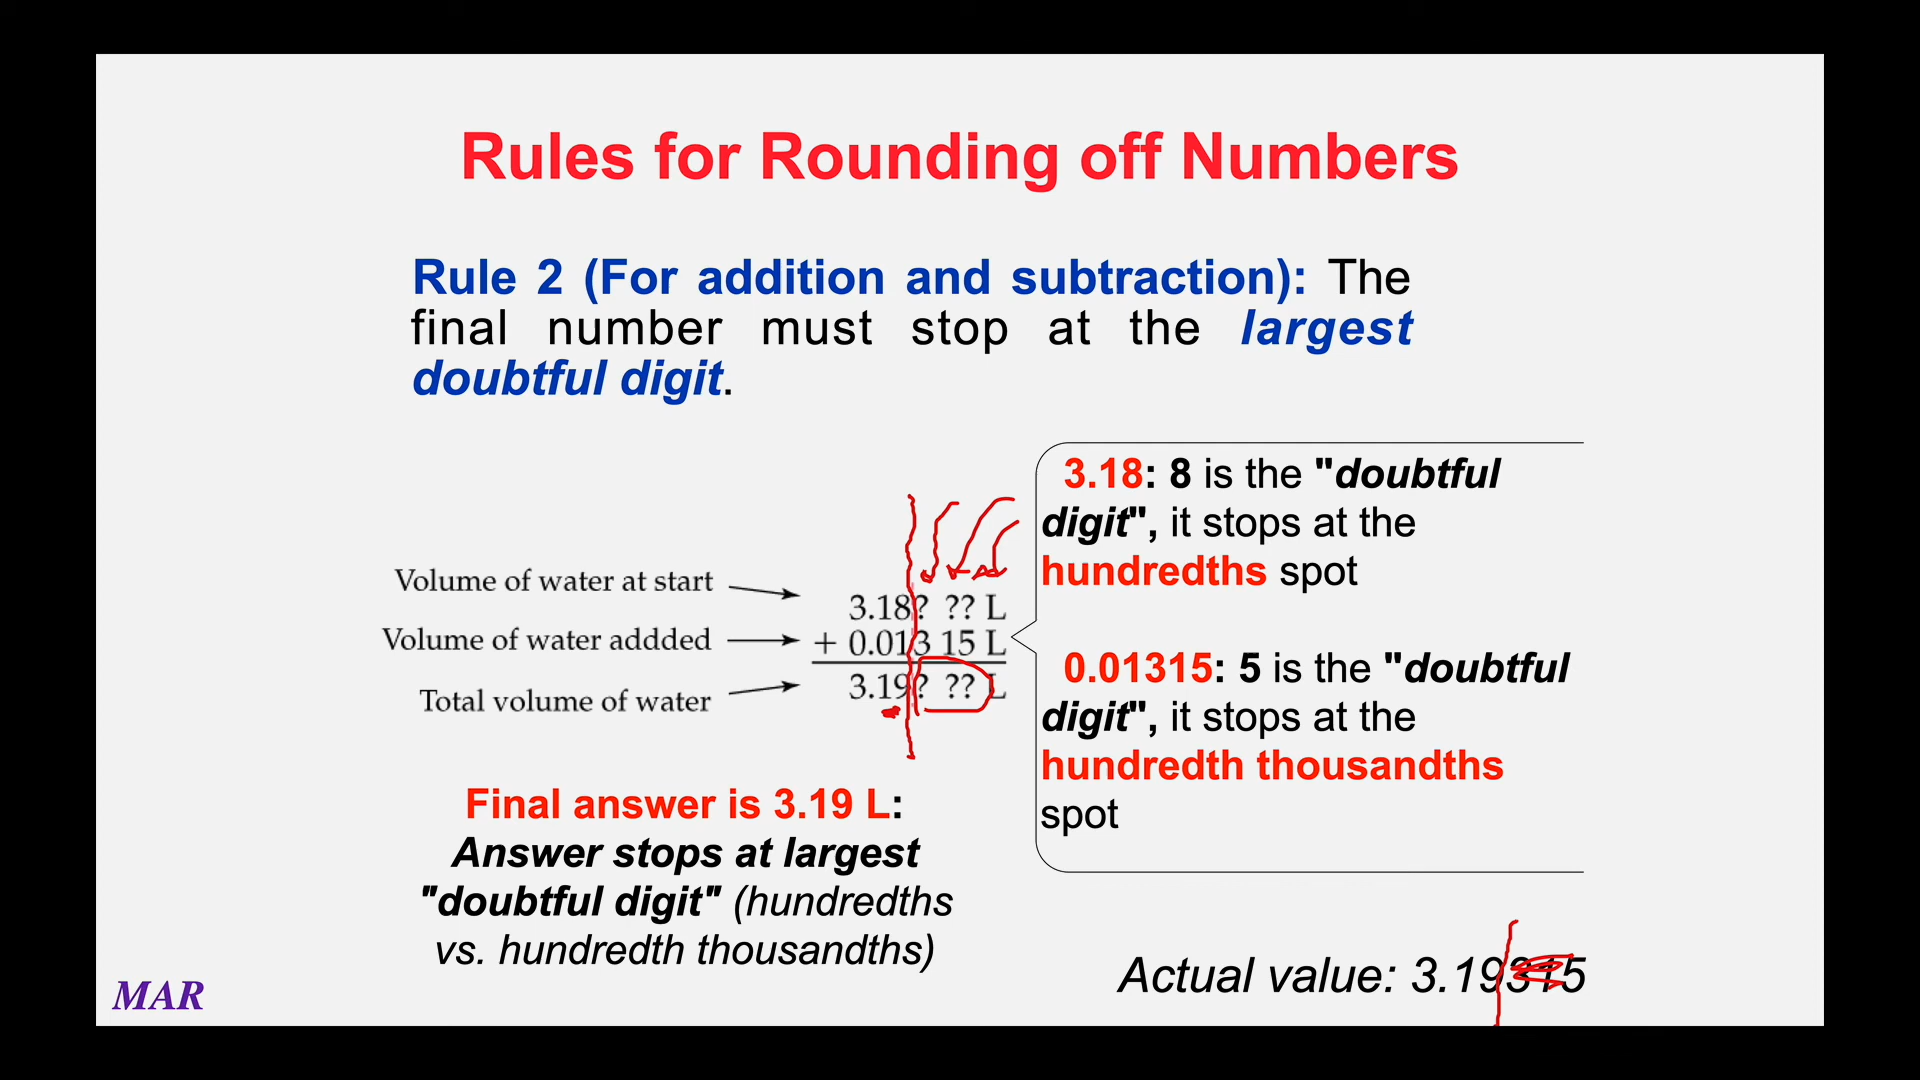 Rules for Rounding off Numbers
Rule 2 (For addition and subtraction): The
final number must stop at the largest
doubtful digit.
Volume of water at start
3.18? ?? L
Volume of water addded
+ 0.013 15 L
Total volume of water
3.19? ?? L
3.18: 8 is the "doubtful
digit", it stops at the
hundredths spot
0.01315: 5 is the "doubtful
digit", it stops at the
hundredth thousandths
spot
Final answer is 3.19 L:
Answer stops at largest
"doubtful digit" (hundredths
vs. hundredth thousandths)
Actual value: 3.19315
MAR